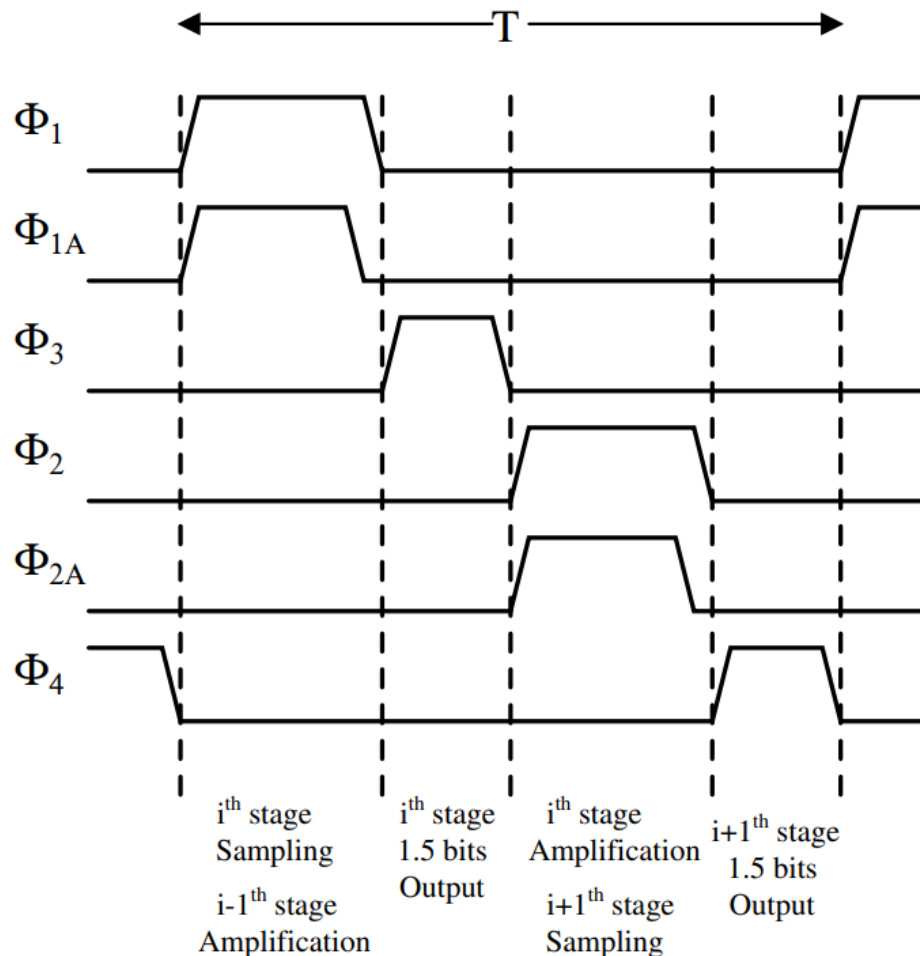 T
Φ1
Φ1A
Φ3
Φ2
Φ2A
Φ4
ith stage
Sampling
i-1th stage
Amplification
ith stage
1.5 bits
Output
ith stage
Amplification
i+1th stage
Sampling
i+1th stage
1.5 bits
Output